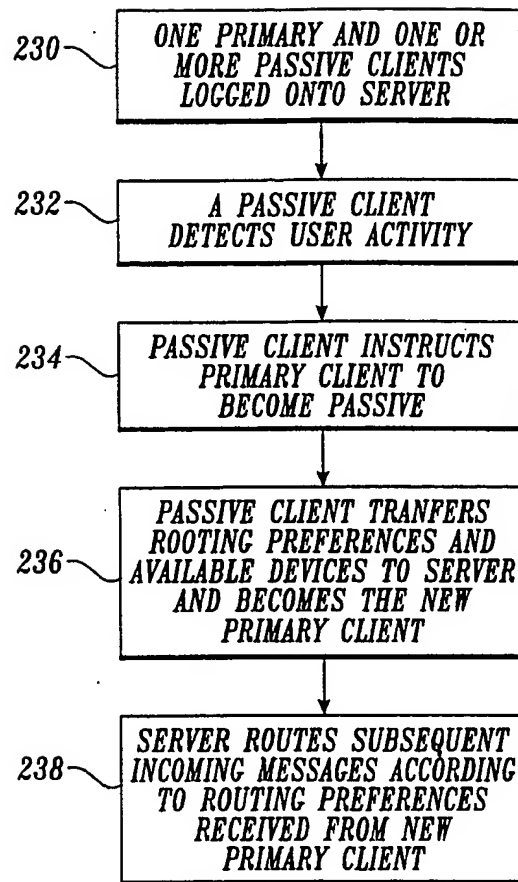 230
ONE PRIMARY AND ONE OR
MORE PASSIVE CLIENTS
LOGGED ONTO SERVER
232
A PASSIVE CLIENT
DETECTS USER ACTIVITY
234
PASSIVE CLIENT INSTRUCTS
PRIMARY CLIENT TO
BECOME PASSIVE
236
PASSIVE CLIENT TRANFERS
ROOTING PREFERENCES AND
AVAILABLE DEVICES TO SERVER
AND BECOMES THE NEW
PRIMARY CLIENT
238
SERVER ROUTES SUBSEQUENT
INCOMING MESSAGES ACCORDING
TO ROUTING PREFERENCES
RECEIVED FROM NEW
PRIMARY CLIENT